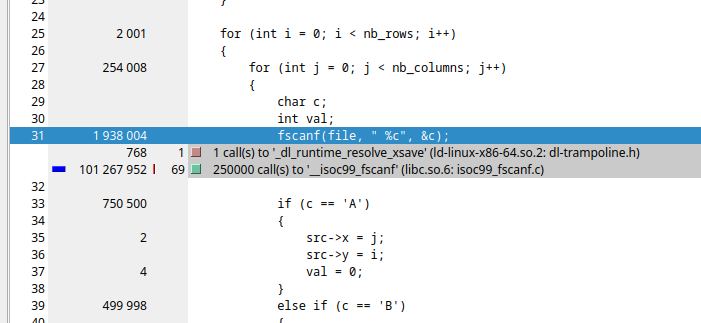 23 }
24
25 2 001 for (int i = 0; i < nb_rows; i++)
26 {
27 254 008 for (int j = 0; j < nb_columns; j++)
28 {
29 char c;
30 int val;
31 1 938 004 fscanf(file, " %c", &c);
768 1 1 call(s) to '_dl_runtime_resolve_xsave' (ld-linux-x86-64.so.2: dl-trampoline.h)
101 267 952 69 250000 call(s) to '__isoc99_fscanf' (libc.so.6: isoc99_fscanf.c)
32
33 750 500 if (c == 'A')
34 {
35 2 src->x = j;
36 src->y = i;
37 4 val = 0;
38 }
39 499 998 else if (c == 'B')
40 {